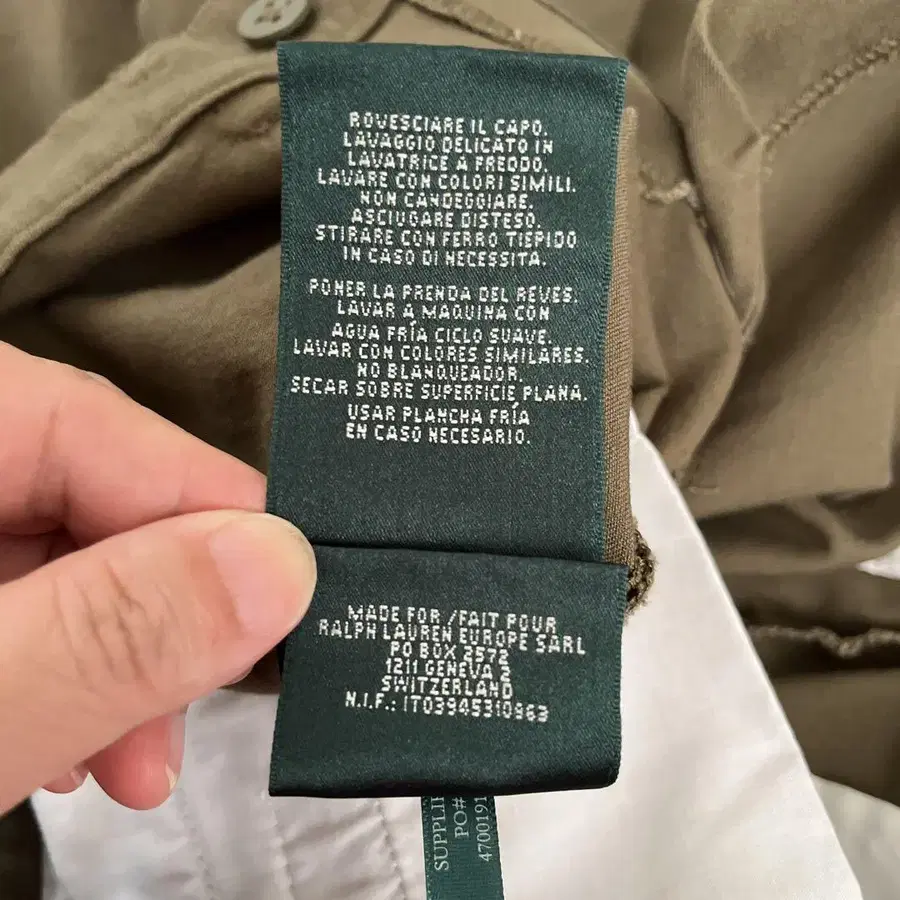 ROVESCIARE IL CAPO.
LAVAGGIO DELICATO IN
LAVATRICE A FREDDO.
LAVARE CON COLORI SIMILI.
NON CANDEGGIARE.
ASCIUGARE DISTESO.
STIRARE CON FERRO TIEPIDO
IN CASO DI NECESSITA.
PONER LA PRENDA DEL REVES.
LAVAR A MAQUINA CON
AGUA FRÍA CICLO SUAVE.
LAVAR CON COLORES SIMILARES.
NO BLANQUEADOR.
SECAR SOBRE SUPERFICIE PLANA.
USAR PLANCHA FRÍA
EN CASO NECESARIO.
MADE FOR /FAIT POUR
RALPH LAUREN EUROPE SARL
PO BOX 2572
1211 GENEVA 2
SWITZERLAND
N.I.F.: IT03945310963
SUPPLI
PO#
470019